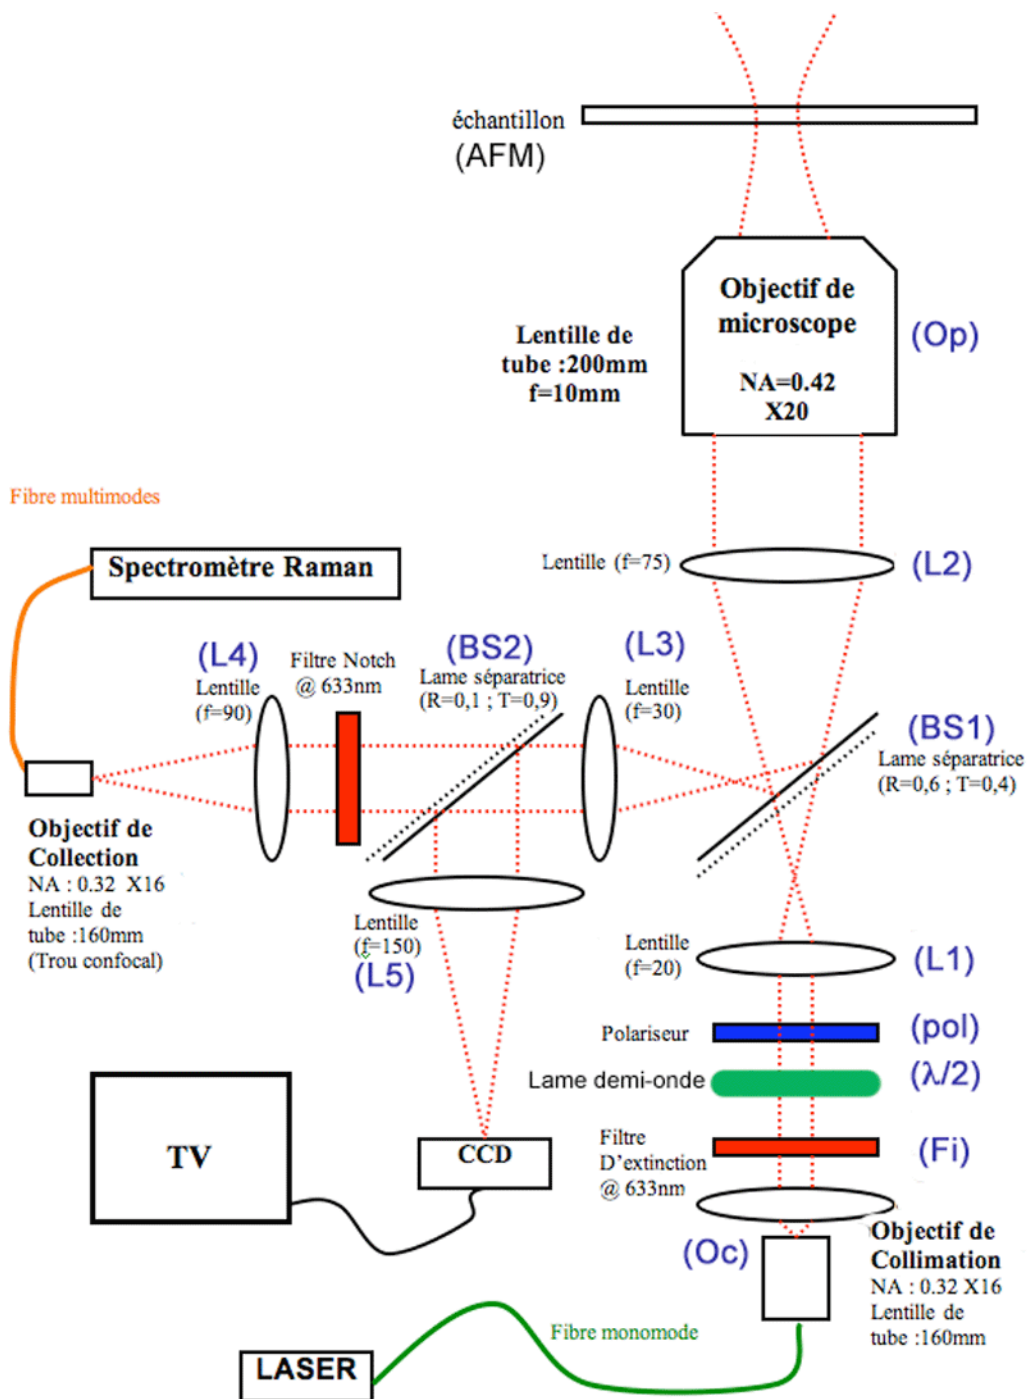 échantillon
(AFM)
Objectif de
microscope
NA=0.42
X20
(Op)
Lentille de
tube :200mm
f=10mm
Fibre multimodes
Spectromètre Raman
Lentille (f=75)
(L2)
(L4)
Lentille
(f=90)
Filtre Notch
@ 633nm
(BS2)
Lame séparatrice
(R=0,1 ; T=0,9)
(L3)
Lentille
(f=30)
(BS1)
Lame séparatrice
(R=0,6 ; T=0,4)
Objectif de
Collection
NA : 0.32 X16
Lentille de
tube :160mm
(Trou confocal)
Lentille
(f=150)
(L5)
Lentille
(f=20)
(L1)
Polariseur
(pol)
Lame demi-onde
(λ/2)
Filtre
D'extinction
@ 633nm
(Fi)
TV
CCD
(Oc)
Objectif de
Collimation
NA : 0.32 X16
Lentille de
tube :160mm
Fibre monomode
LASER